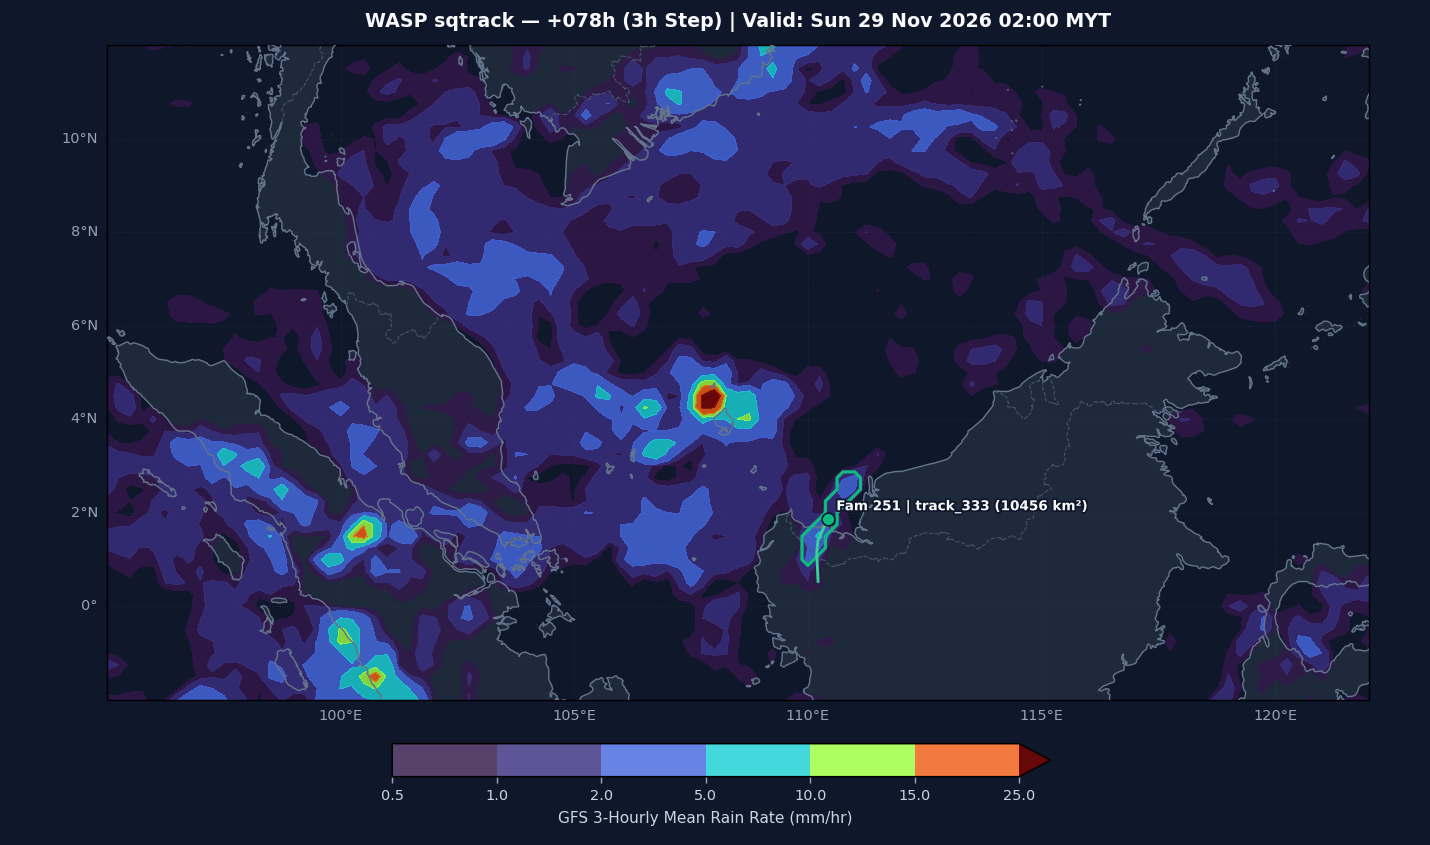 WASP sqtrack — +078h (3h Step) | Valid: Sun 29 Nov 2026 02:00 MYT
10°N
8°N
6°N
4°N
2°N
0°
Fam 251 | track_333 (10456 km²)
100°E 105°E 110°E 115°E 120°E
0.5 1.0 2.0 5.0 10.0 15.0 25.0
GFS 3-Hourly Mean Rain Rate (mm/hr)